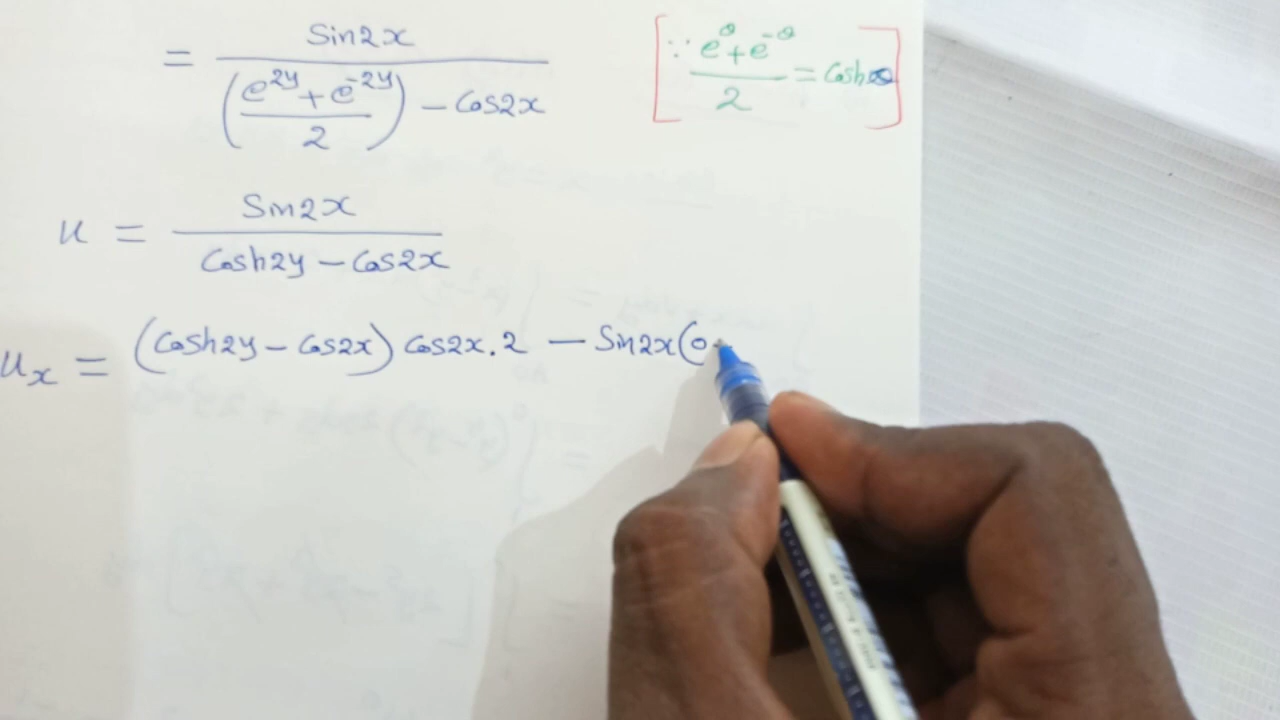 = Sin2x / ((e^2y + e^-2y) / 2) - Cos2x [∵ (e^θ + e^-θ) / 2 = Coshθ]
u = Sin2x / (Cosh2y - Cos2x)
u_x = (Cosh2y - Cos2x) Cos2x . 2 - Sin2x(0